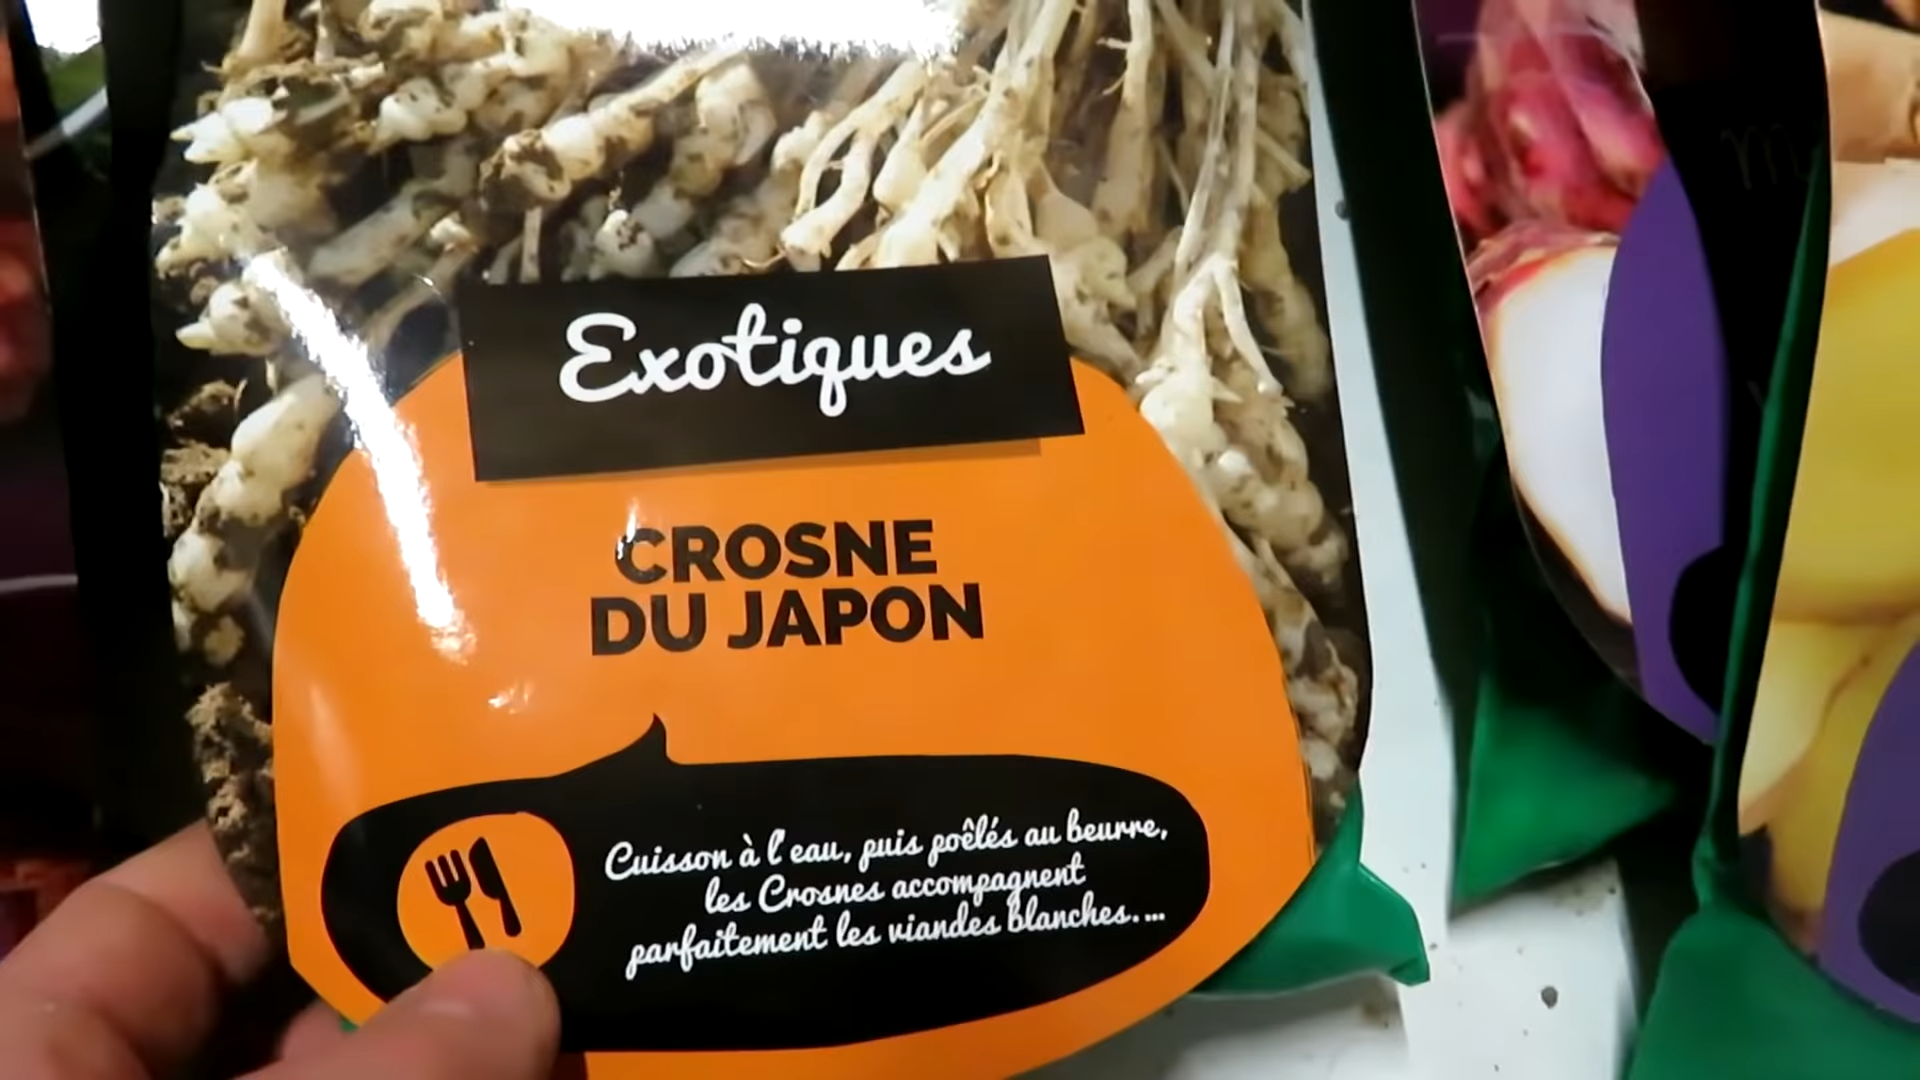 Exotiques
CROSNE
DU JAPON
Cuisson à l'eau, puis poêlés au beurre,
les Crosnes accompagnent
parfaitement les viandes blanches. ...